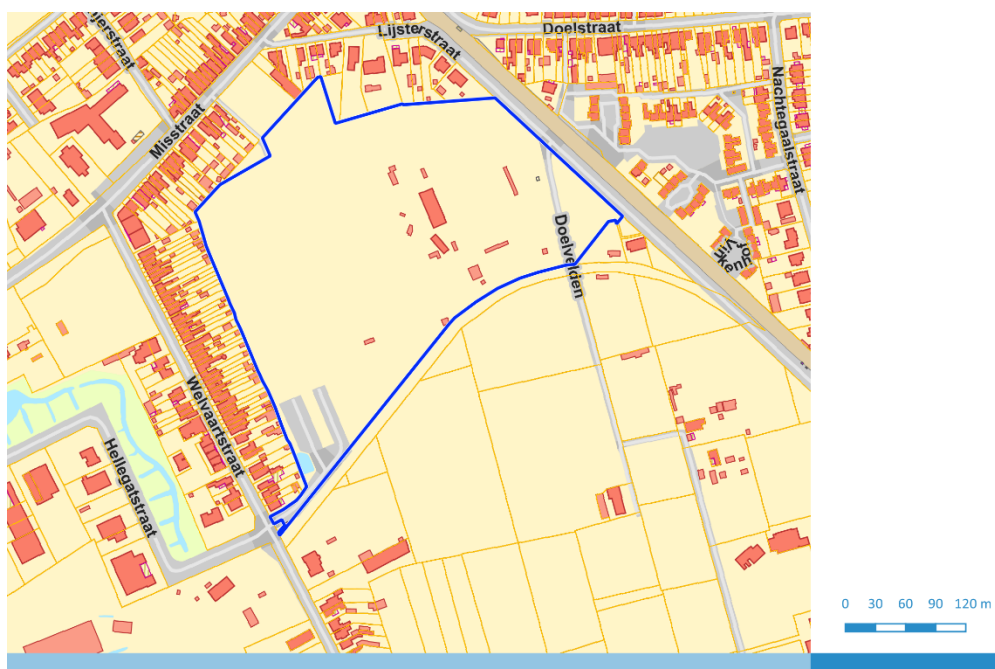 Lijsterstraat
Doelstraat
Nachtegaalstraat
Misstraat
Doelvelden
Welvaartstraat
Hellegatstraat
0 30 60 90 120 m